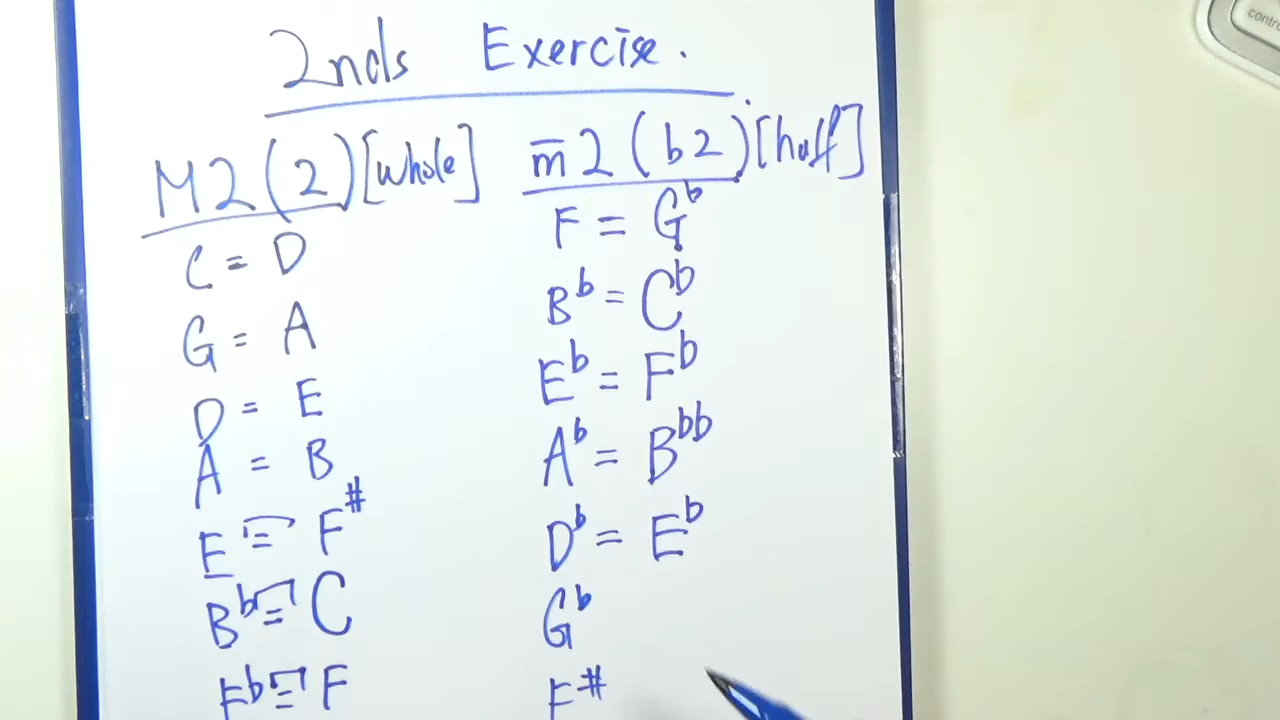 2nds Exercise.
M2 (2) [whole]
C = D
G = A
D = E
A = B
E = F#
Bb = C
Eb = F
m2 (b2) [half]
F = Gb
Bb = Cb
Eb = Fb
Ab = Bbb
Db = Eb
Gb
F#